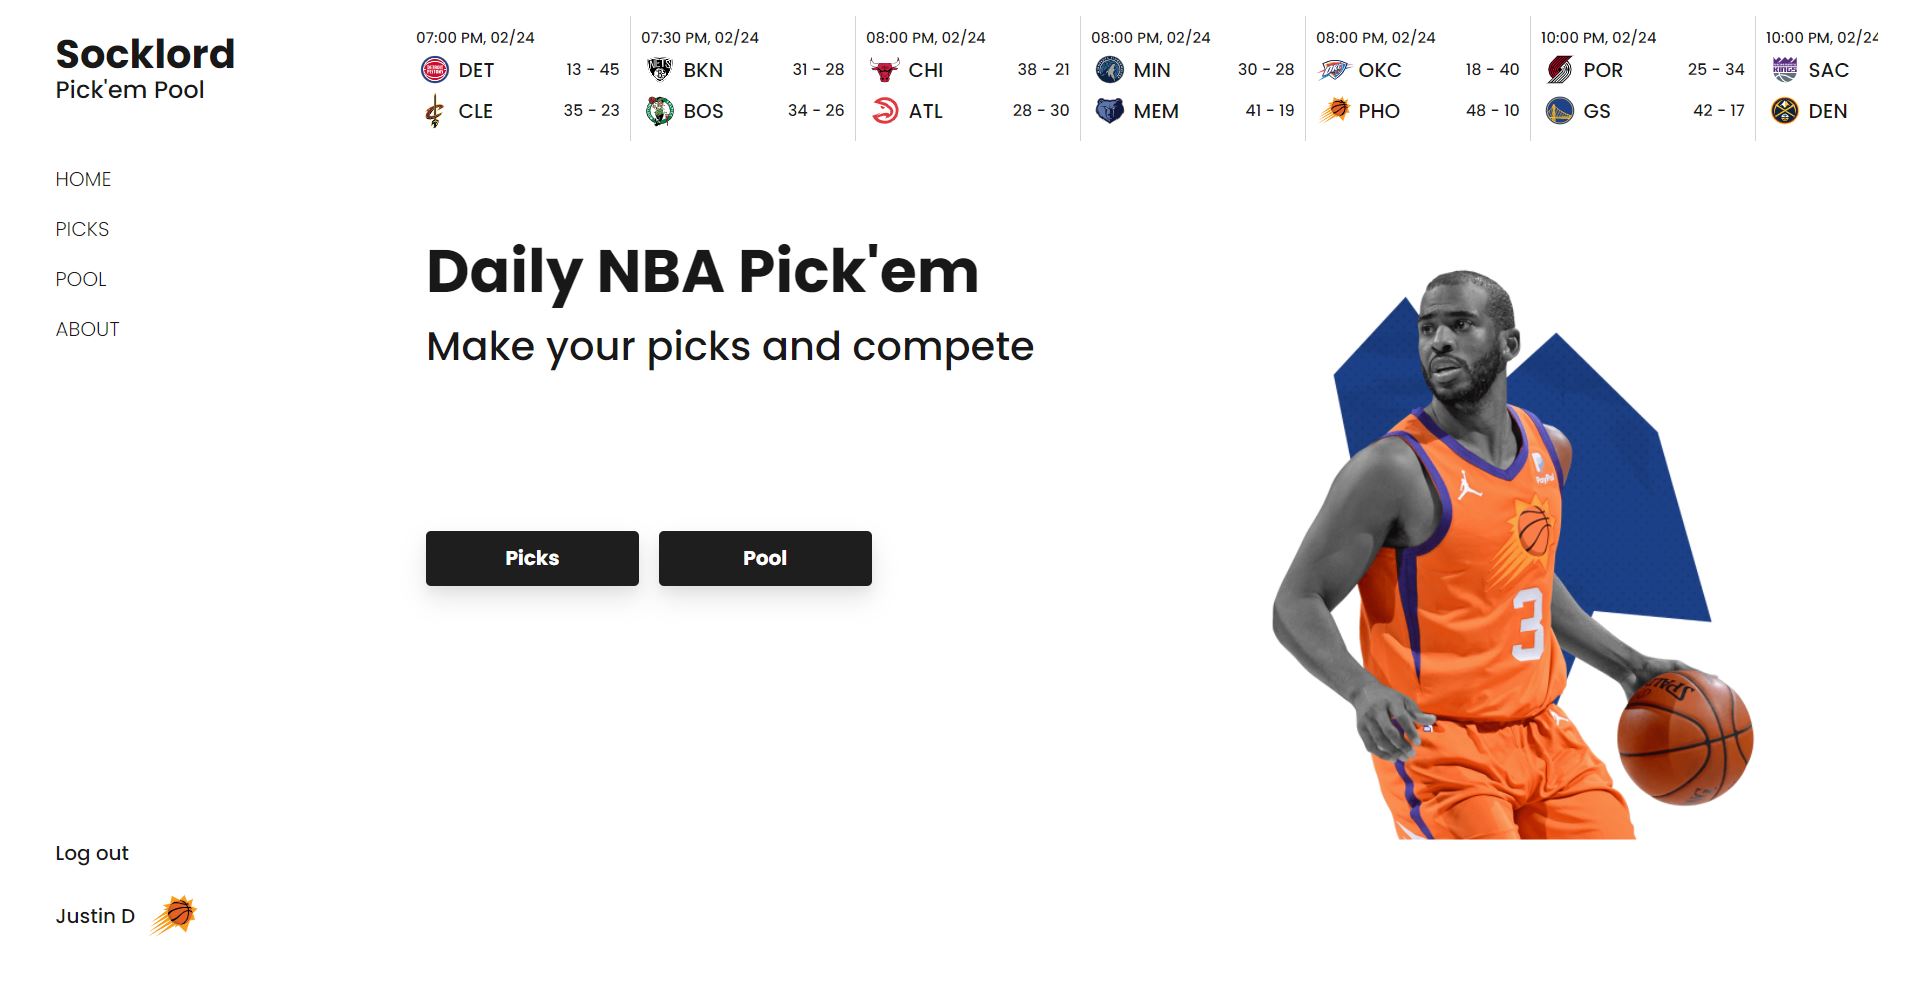 Socklord
Pick'em Pool
HOME
PICKS
POOL
ABOUT
Log out
Justin D
07:00 PM, 02/24
DET 13 - 45
CLE 35 - 23
07:30 PM, 02/24
BKN 31 - 28
BOS 34 - 26
08:00 PM, 02/24
CHI 38 - 21
ATL 28 - 30
08:00 PM, 02/24
MIN 30 - 28
MEM 41 - 19
08:00 PM, 02/24
OKC 18 - 40
PHO 48 - 10
10:00 PM, 02/24
POR 25 - 34
GS 42 - 17
10:00 PM, 02/24
SAC
DEN
Daily NBA Pick'em
Make your picks and compete
Picks
Pool
PayPal
3
SPALDING